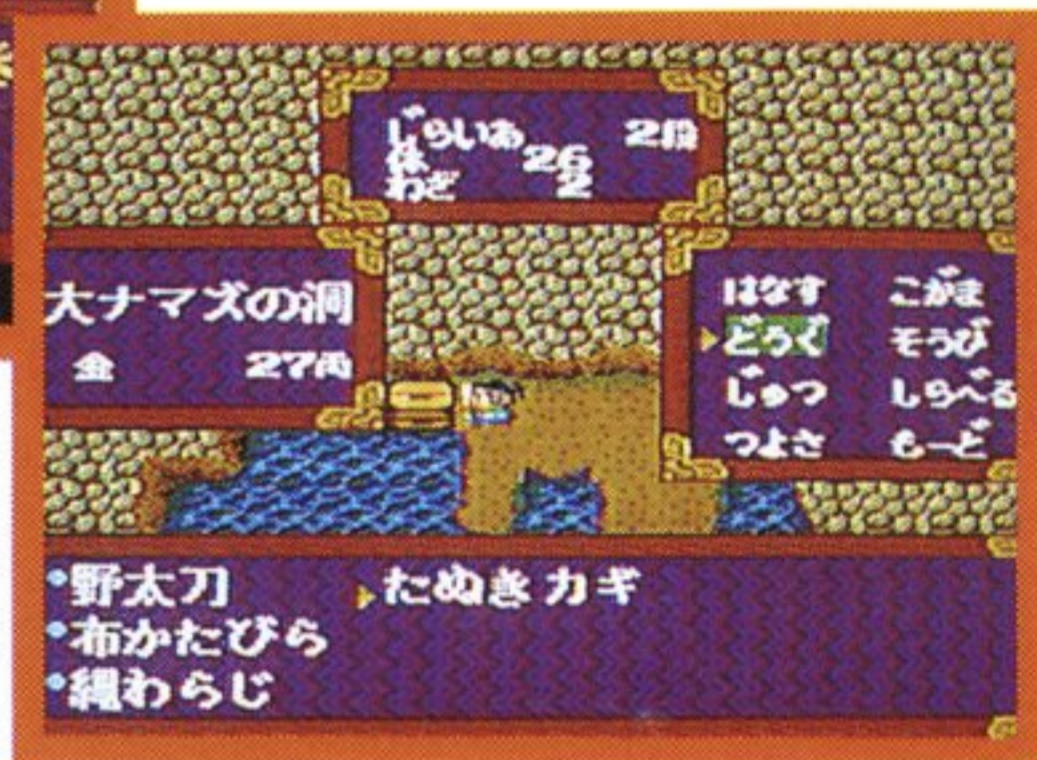 じらいあ 2段
体 26
わざ 2
大ナマズの洞
金 27両
はなす こがま
どうぐ そうび
じゅつ しらべる
つよさ もーど
野太刀 たぬきカギ
布かたびら
縄わらじ